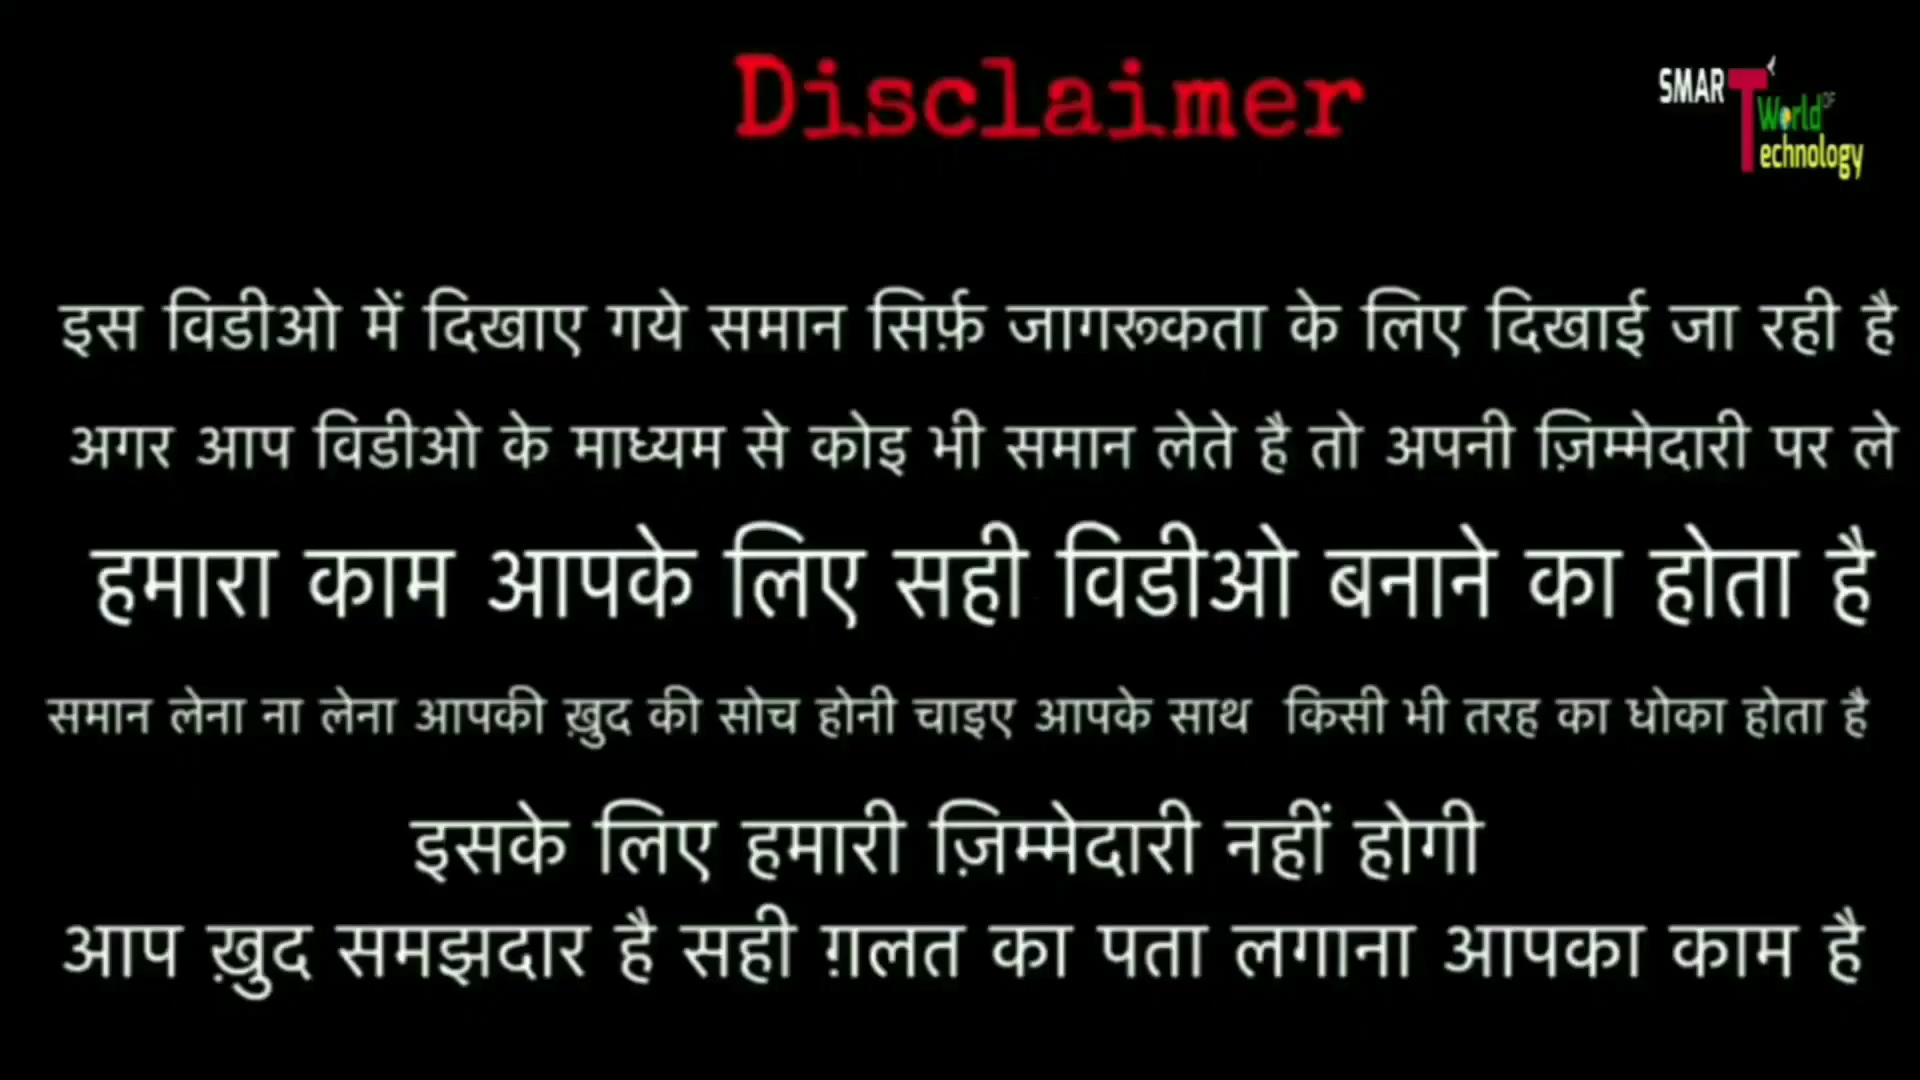 Disclaimer
SMART World OF Technology
इस विडीओ में दिखाए गये समान सिर्फ़ जागरूकता के लिए दिखाई जा रही है
अगर आप विडीओ के माध्यम से कोइ भी समान लेते है तो अपनी ज़िम्मेदारी पर ले
हमारा काम आपके लिए सही विडीओ बनाने का होता है
समान लेना ना लेना आपकी ख़ुद की सोच होनी चाइए आपके साथ किसी भी तरह का धोका होता है
इसके लिए हमारी ज़िम्मेदारी नहीं होगी
आप ख़ुद समझदार है सही ग़लत का पता लगाना आपका काम है